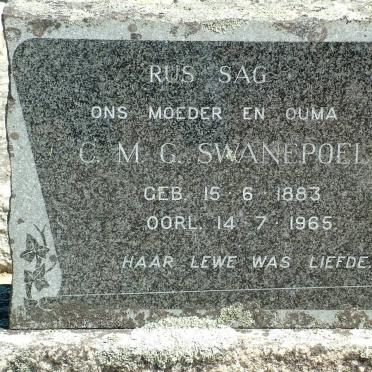 RUS SAG
ONS MOEDER EN OUMA
C. M. G. SWANEPOEL
GEB. 15-6-1883
OORL. 14-7-1965.
HAAR LEWE WAS LIEFDE.